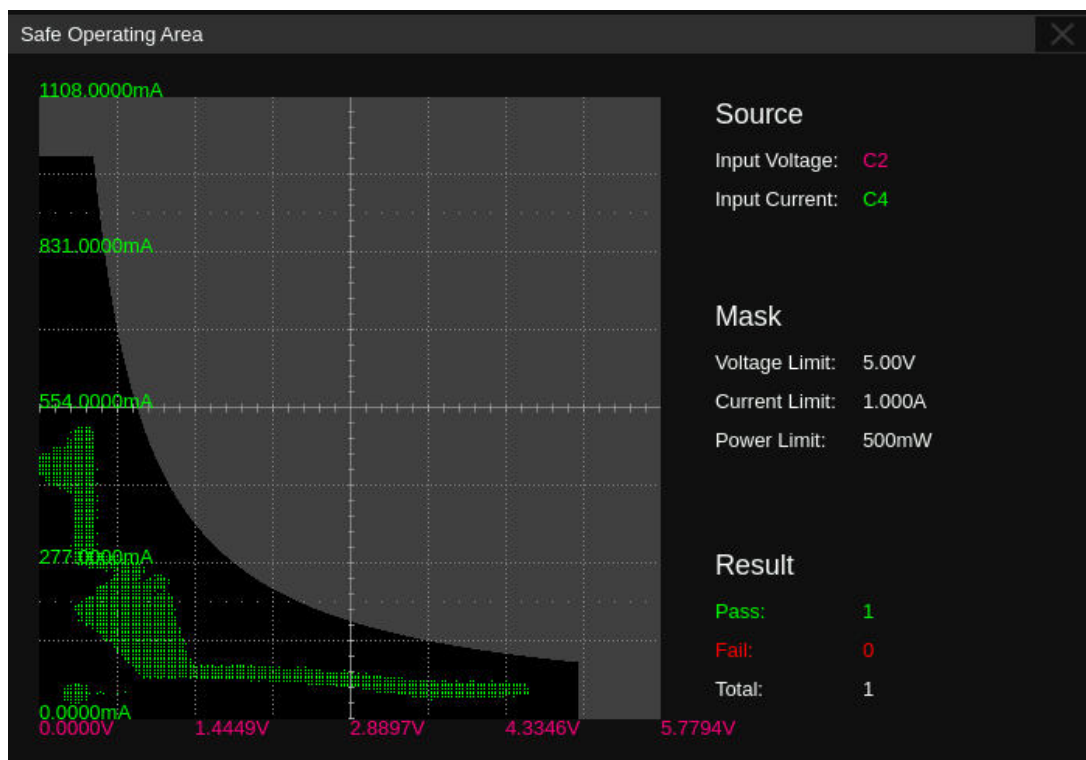 Safe Operating Area
1108.0000mA
831.0000mA
554.0000mA
277.0000mA
0.0000mA
0.0000V 1.4449V 2.8897V 4.3346V 5.7794V
Source
Input Voltage: C2
Input Current: C4
Mask
Voltage Limit: 5.00V
Current Limit: 1.000A
Power Limit: 500mW
Result
Pass: 1
Fail: 0
Total: 1